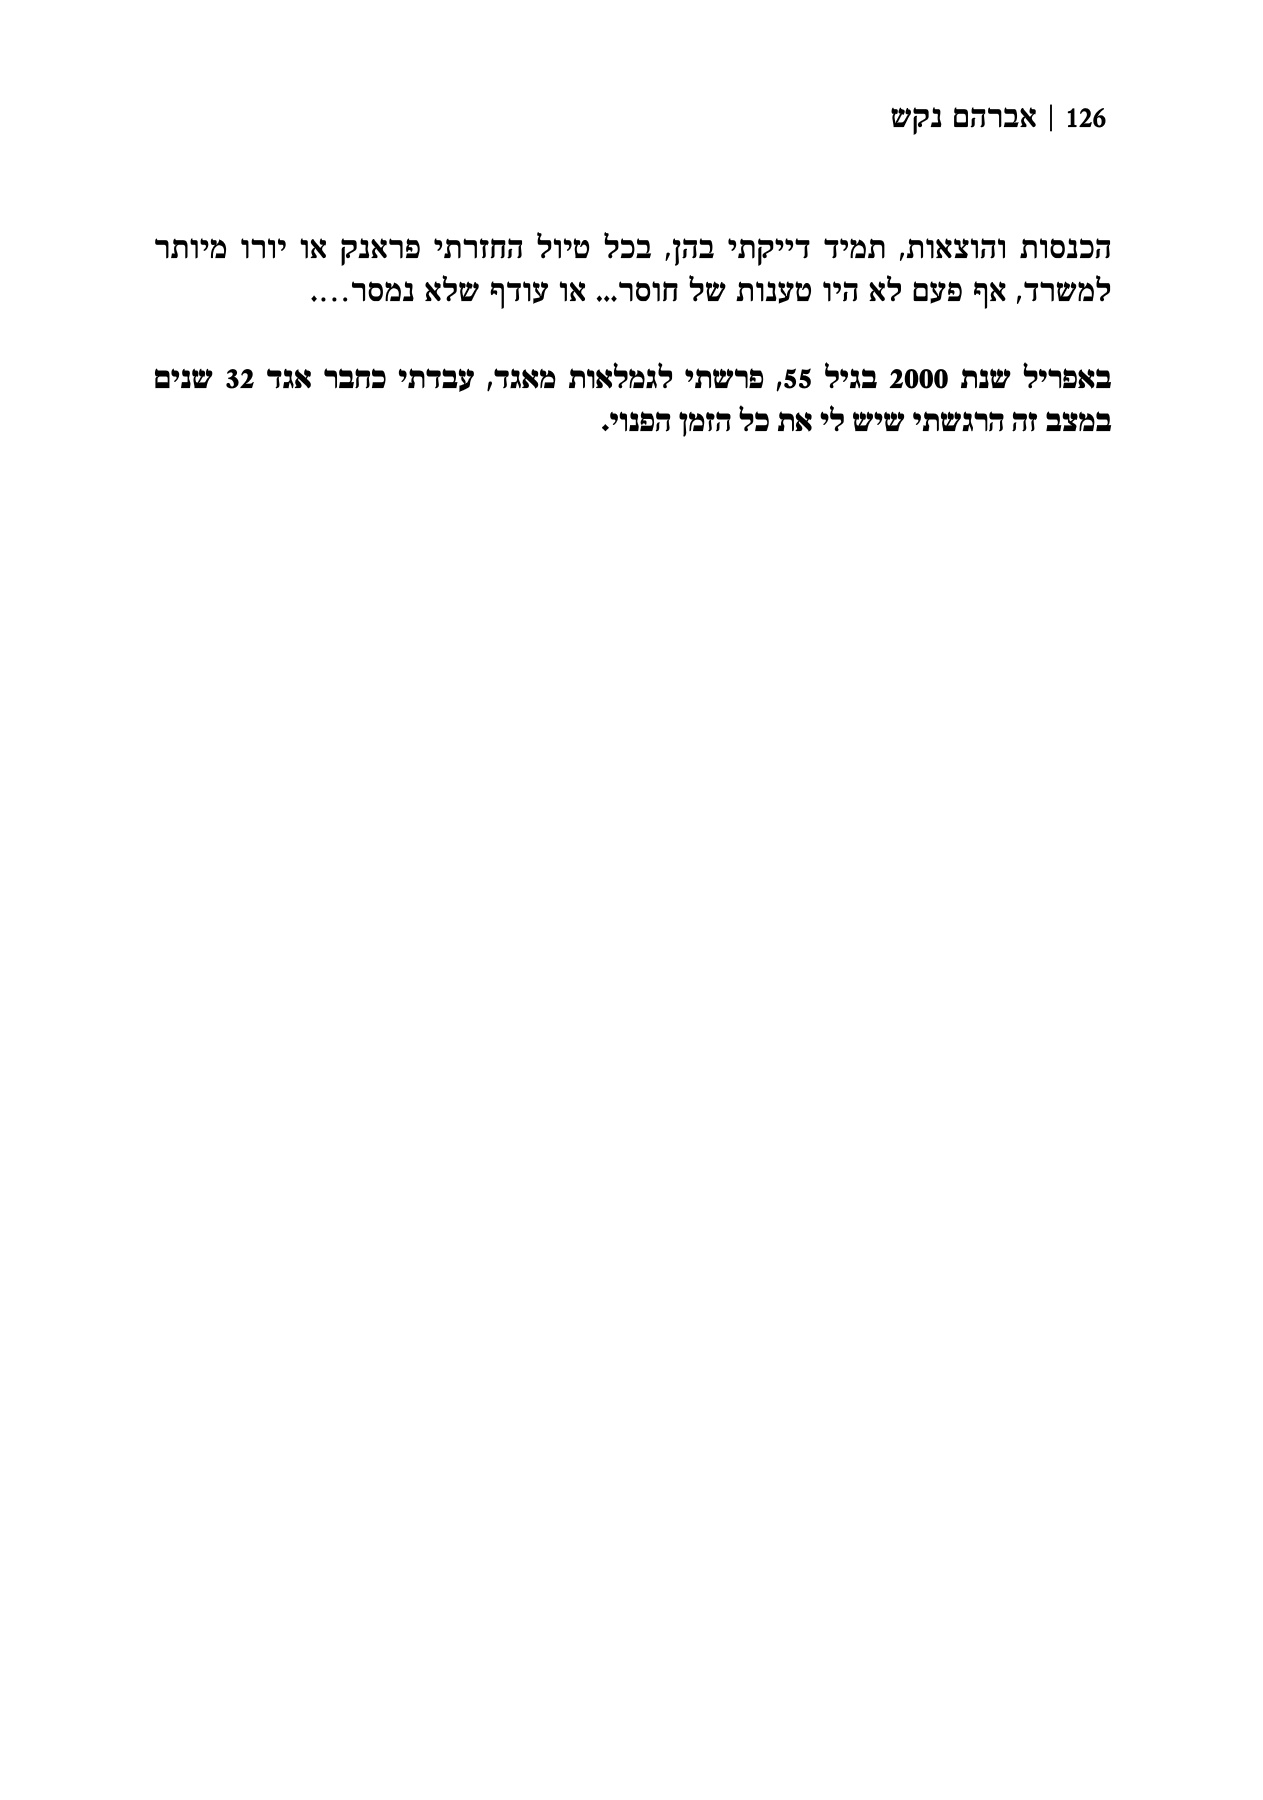 126 | אברהם נקש
הכנסות והוצאות, תמיד דייקתי בהן, בכל טיול החזרתי פראנק או יורו מיותר
למשרד, אף פעם לא היו טענות של חוסר... או עודף שלא נמסר....
באפריל שנת 2000 בגיל 55, פרשתי לגמלאות מאגד, עבדתי כחבר אגד 32 שנים
במצב זה הרגשתי שיש לי את כל הזמן הפנוי.